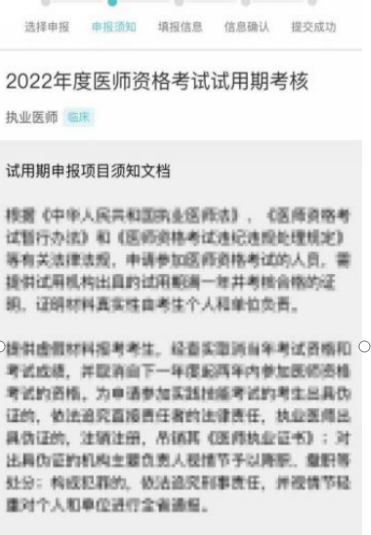 选择申报 申报须知 填报信息 信息确认 提交成功
2022年度医师资格考试试用期考核
执业医师 临床
试用期申报项目须知文档
根据《中华人民共和国执业医师法》、《医师资格考
试暂行办法》和《医师资格考试违纪违规处理规定》
等有关法律法规，申请参加医师资格考试的人员，需
提供试用机构出具的试用期满一年并考核合格的证
明，证明材料真实性由考生个人和单位负责。
提供虚假材料报考考生，经查实取消当年考试资格和
考试成绩，并取消自下一年度起两年内参加医师资格
考试的资格。为申请参加实践技能考试的考生出具伪
证的，依法追究直接责任者的法律责任，执业医师出
具伪证的，注销注册，吊销其《医师执业证书》；对
出具伪证的机构主要负责人视情节予以降职、撤职等
处分；构成犯罪的，依法追究刑事责任，并视情节轻
重对个人和单位进行全省通报。